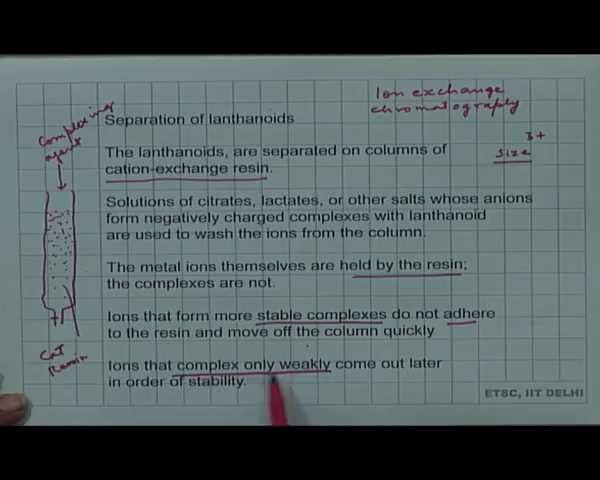 Ion exchange
chromatography
Complexing
agent
Separation of lanthanoids
3+
size
The lanthanoids, are separated on columns of
cation-exchange resin.
Solutions of citrates, lactates, or other salts whose anions
form negatively charged complexes with lanthanoid
are used to wash the ions from the column.
The metal ions themselves are held by the resin;
the complexes are not.
Ions that form more stable complexes do not adhere
to the resin and move off the column quickly
Cat
Resin
Ions that complex only weakly come out later
in order of stability.
ETSC, IIT DELHI